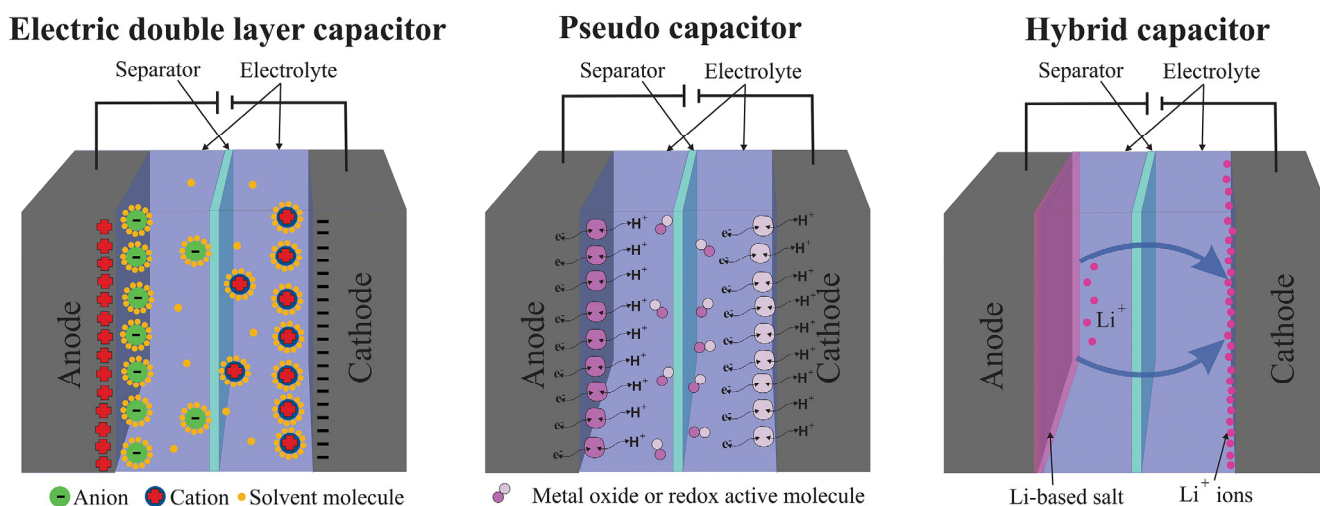 Electric double layer capacitor
Separator
Electrolyte
Anode
Cathode
Anion
Cation
Solvent molecule
Pseudo capacitor
Separator
Electrolyte
Anode
Cathode
e⁻
H⁺
e⁻
H⁺
e⁻
H⁺
e⁻
H⁺
e⁻
H⁺
e⁻
H⁺
e⁻
H⁺
e⁻
H⁺
e⁻
H⁺
e⁻
H⁺
e⁻
H⁺
e⁻
H⁺
e⁻
H⁺
e⁻
H⁺
e⁻
H⁺
e⁻
H⁺
Metal oxide or redox active molecule
Hybrid capacitor
Separator
Electrolyte
Anode
Li⁺
Cathode
Li-based salt
Li⁺ ions